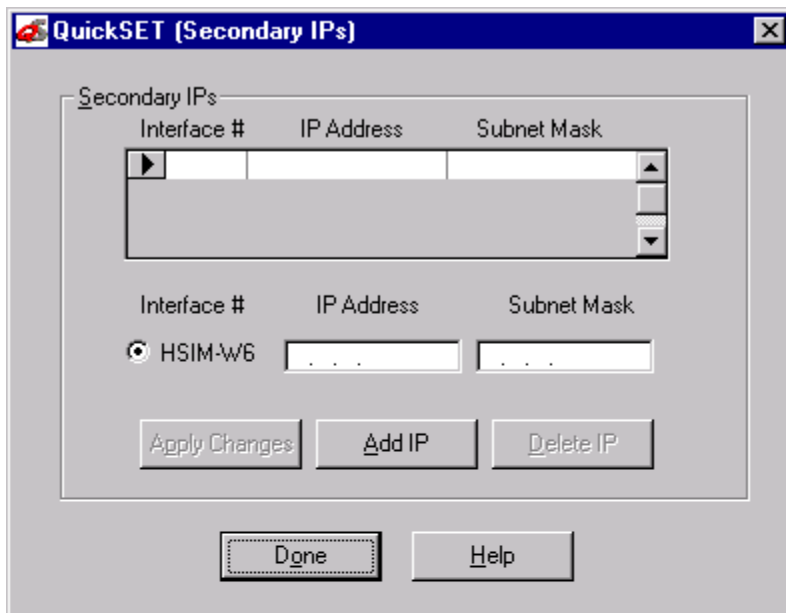 QuickSET (Secondary IPs)
Secondary IPs
Interface # IP Address Subnet Mask
Interface # IP Address Subnet Mask
HSIM-W6 . . . . . .
Apply Changes Add IP Delete IP
Done Help